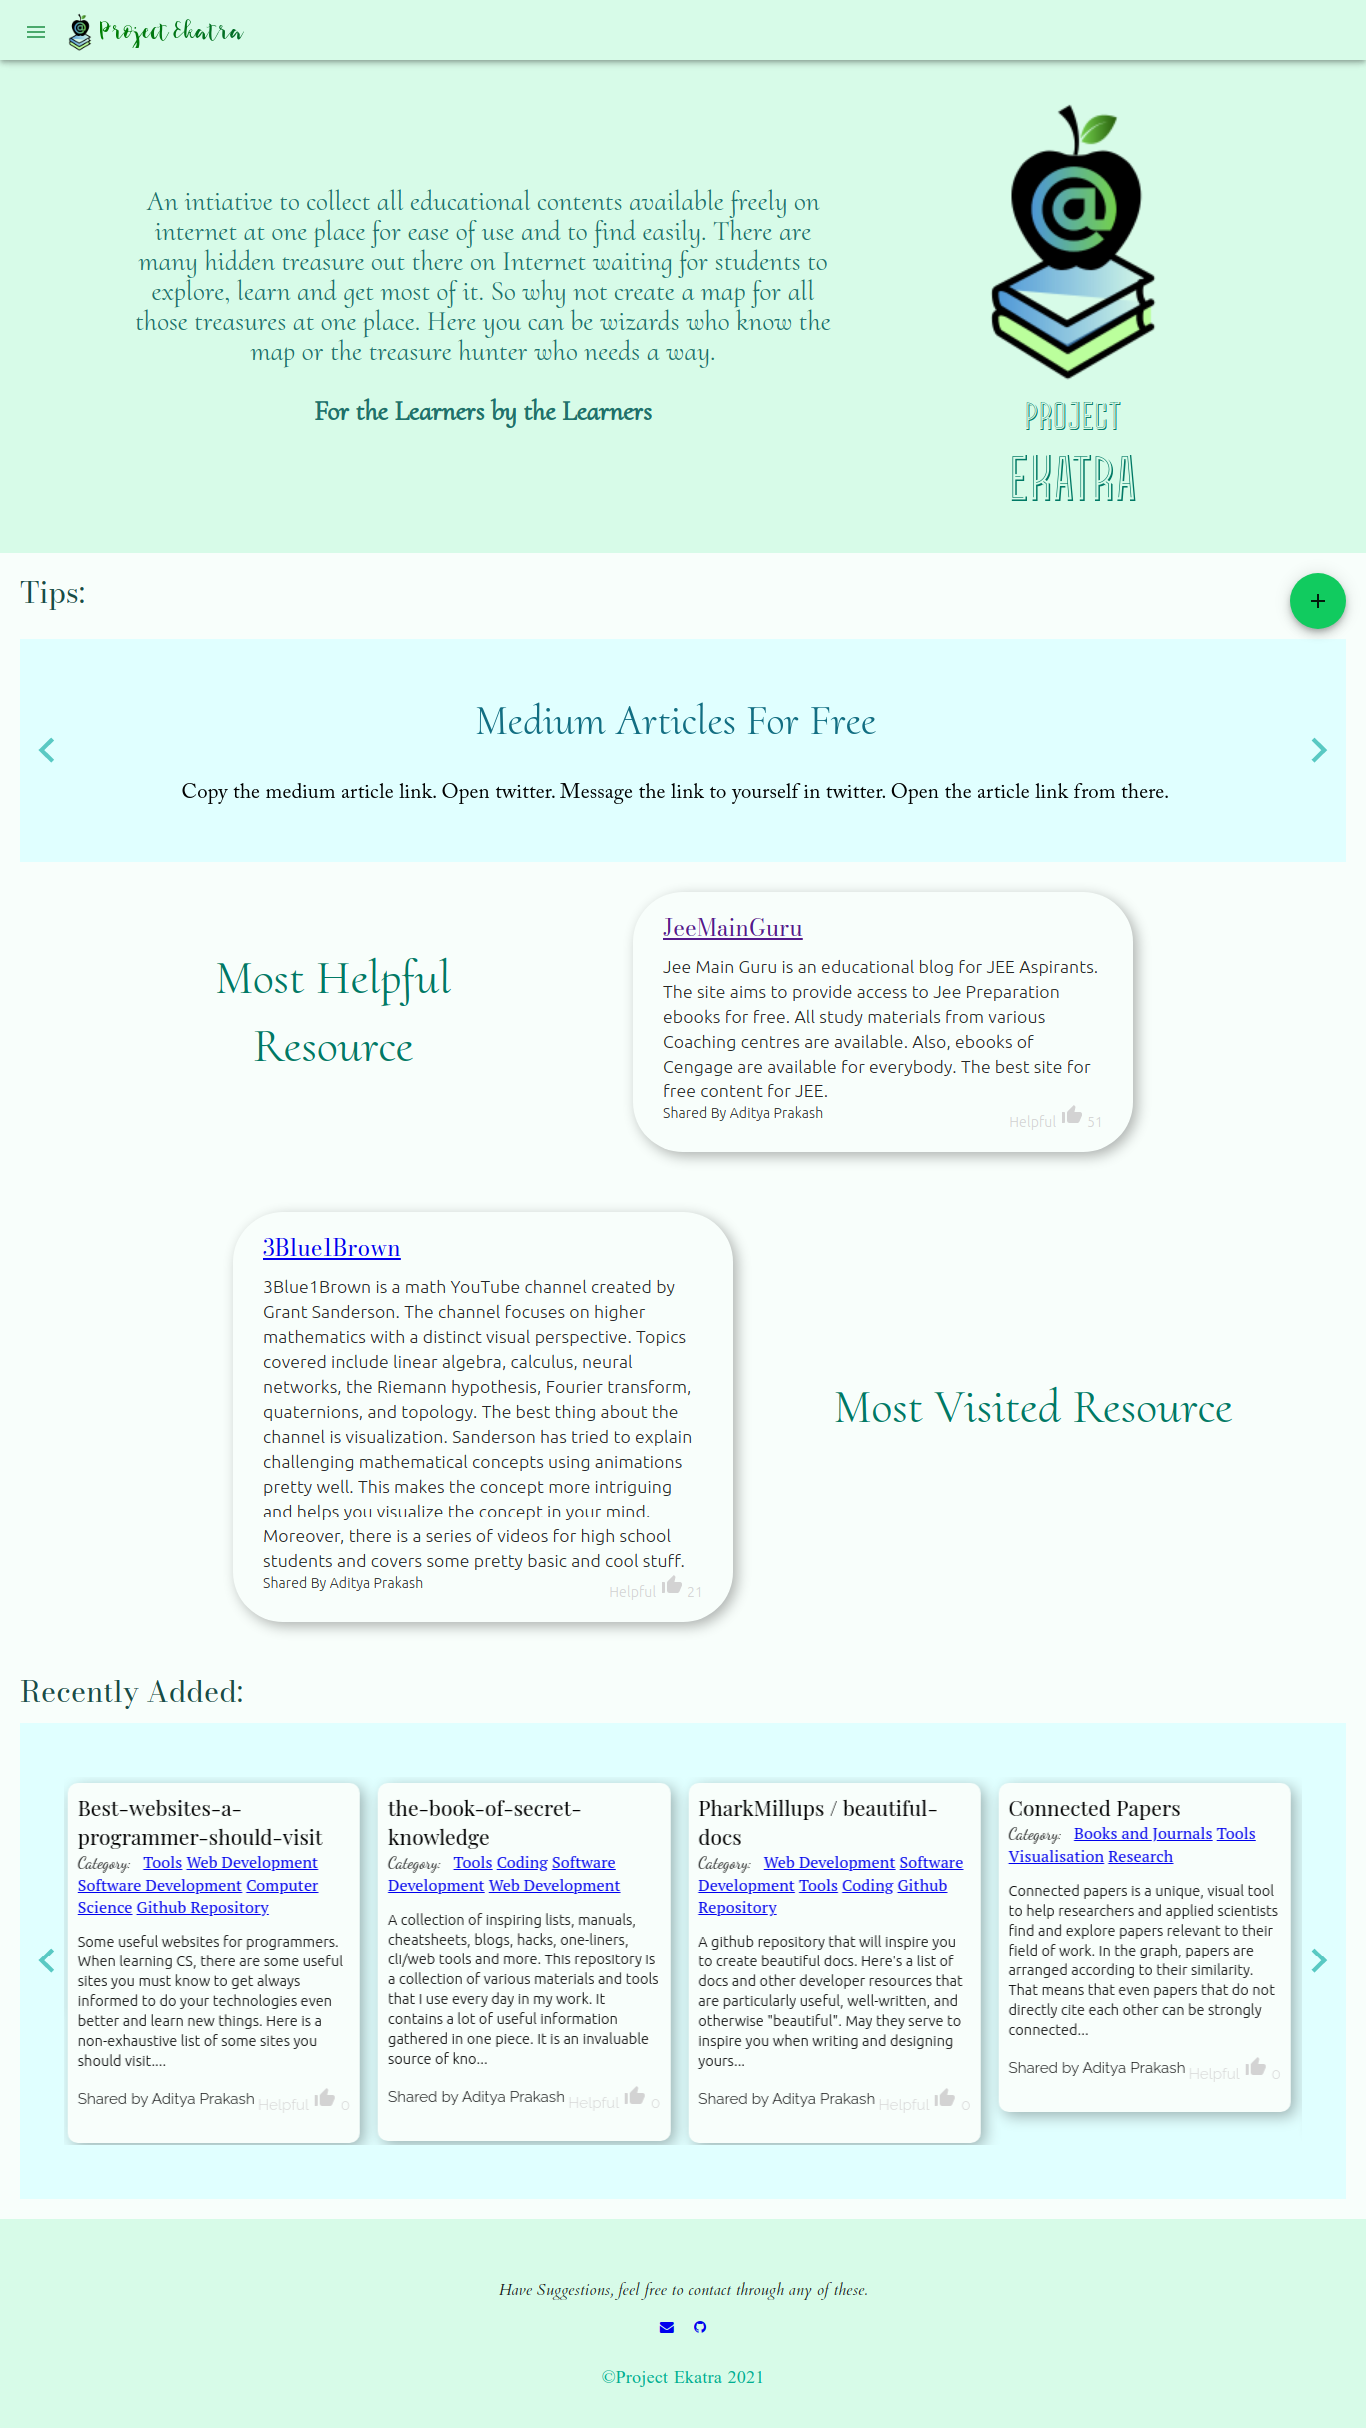 Project Ekatra
An intiative to collect all educational contents available freely on
internet at one place for ease of use and to find easily. There are
many hidden treasure out there on Internet waiting for students to
explore, learn and get most of it. So why not create a map for all
those treasures at one place. Here you can be wizards who know the
map or the treasure hunter who needs a way.
For the Learners by the Learners
@
PROJECT
EKATRA
Tips:
+
Medium Articles For Free
Copy the medium article link. Open twitter. Message the link to yourself in twitter. Open the article link from there.
Most Helpful
Resource
JeeMainGuru
Jee Main Guru is an educational blog for JEE Aspirants.
The site aims to provide access to Jee Preparation
ebooks for free. All study materials from various
Coaching centres are available. Also, ebooks of
Cengage are available for everybody. The best site for
free content for JEE.
Shared By Aditya Prakash
Helpful 51
3Blue1Brown
3Blue1Brown is a math YouTube channel created by
Grant Sanderson. The channel focuses on higher
mathematics with a distinct visual perspective. Topics
covered include linear algebra, calculus, neural
networks, the Riemann hypothesis, Fourier transform,
quaternions, and topology. The best thing about the
channel is visualization. Sanderson has tried to explain
challenging mathematical concepts using animations
pretty well. This makes the concept more intriguing
and helps you visualize the concept in your mind.
Moreover, there is a series of videos for high school
students and covers some pretty basic and cool stuff.
Shared By Aditya Prakash
Helpful 21
Most Visited Resource
Recently Added:
Best-websites-a-
programmer-should-visit
Category: Tools Web Development
Software Development Computer
Science Github Repository
Some useful websites for programmers.
When learning CS, there are some useful
sites you must know to get always
informed to do your technologies even
better and learn new things. Here is a
non-exhaustive list of some sites you
should visit....
Shared by Aditya Prakash Helpful 0
the-book-of-secret-
knowledge
Category: Tools Coding Software
Development Web Development
A collection of inspiring lists, manuals,
cheatsheets, blogs, hacks, one-liners,
cli/web tools and more. This repository is
a collection of various materials and tools
that I use every day in my work. It
contains a lot of useful information
gathered in one piece. It is an invaluable
source of kno...
Shared by Aditya Prakash Helpful 0
PharkMillups / beautiful-
docs
Category: Web Development Software
Development Tools Coding Github
Repository
A github repository that will inspire you
to create beautiful docs. Here's a list of
docs and other developer resources that
are particularly useful, well-written, and
otherwise "beautiful". May they serve to
inspire you when writing and designing
yours...
Shared by Aditya Prakash Helpful 0
Connected Papers
Category: Books and Journals Tools
Visualisation Research
Connected papers is a unique, visual tool
to help researchers and applied scientists
find and explore papers relevant to their
field of work. In the graph, papers are
arranged according to their similarity.
That means that even papers that do not
directly cite each other can be strongly
connected...
Shared by Aditya Prakash Helpful 0
Have Suggestions, feel free to contact through any of these.
©Project Ekatra 2021